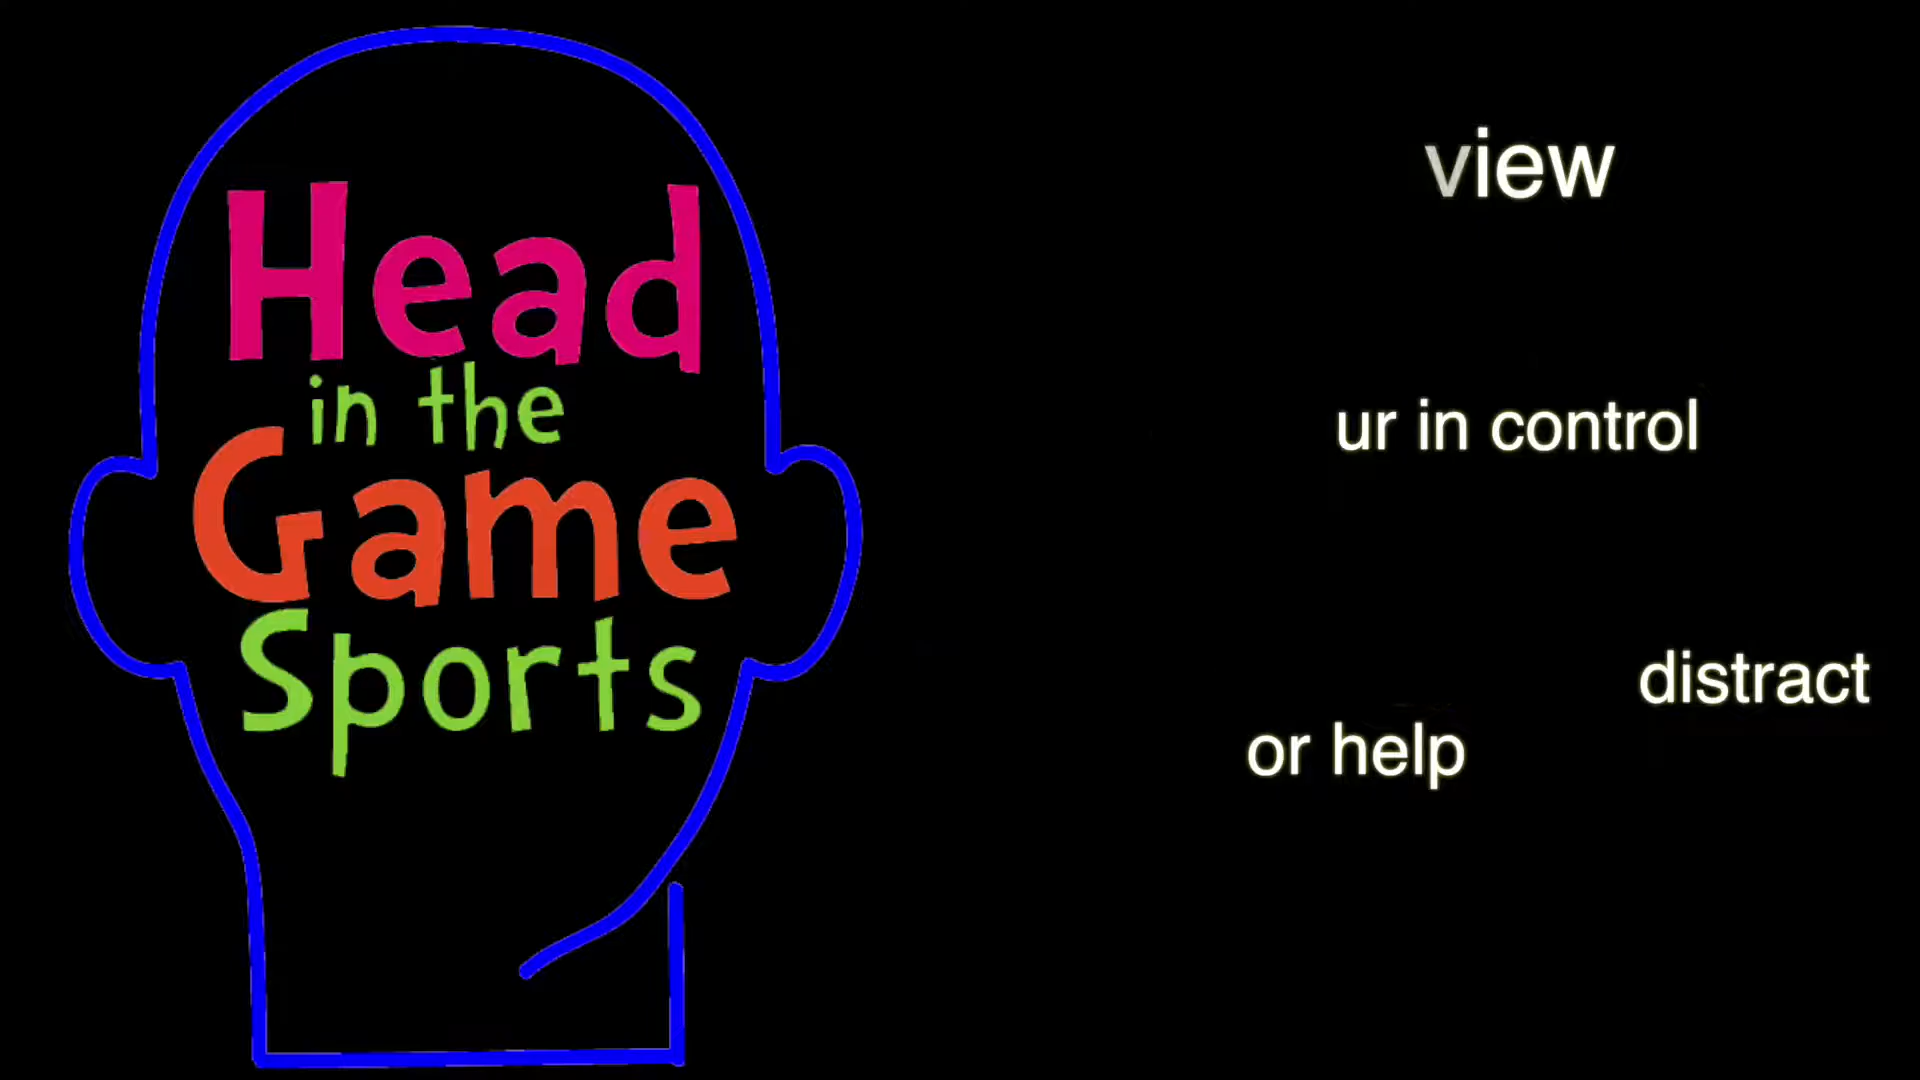 Head
in the
Game
Sports
view
ur in control
distract
or help